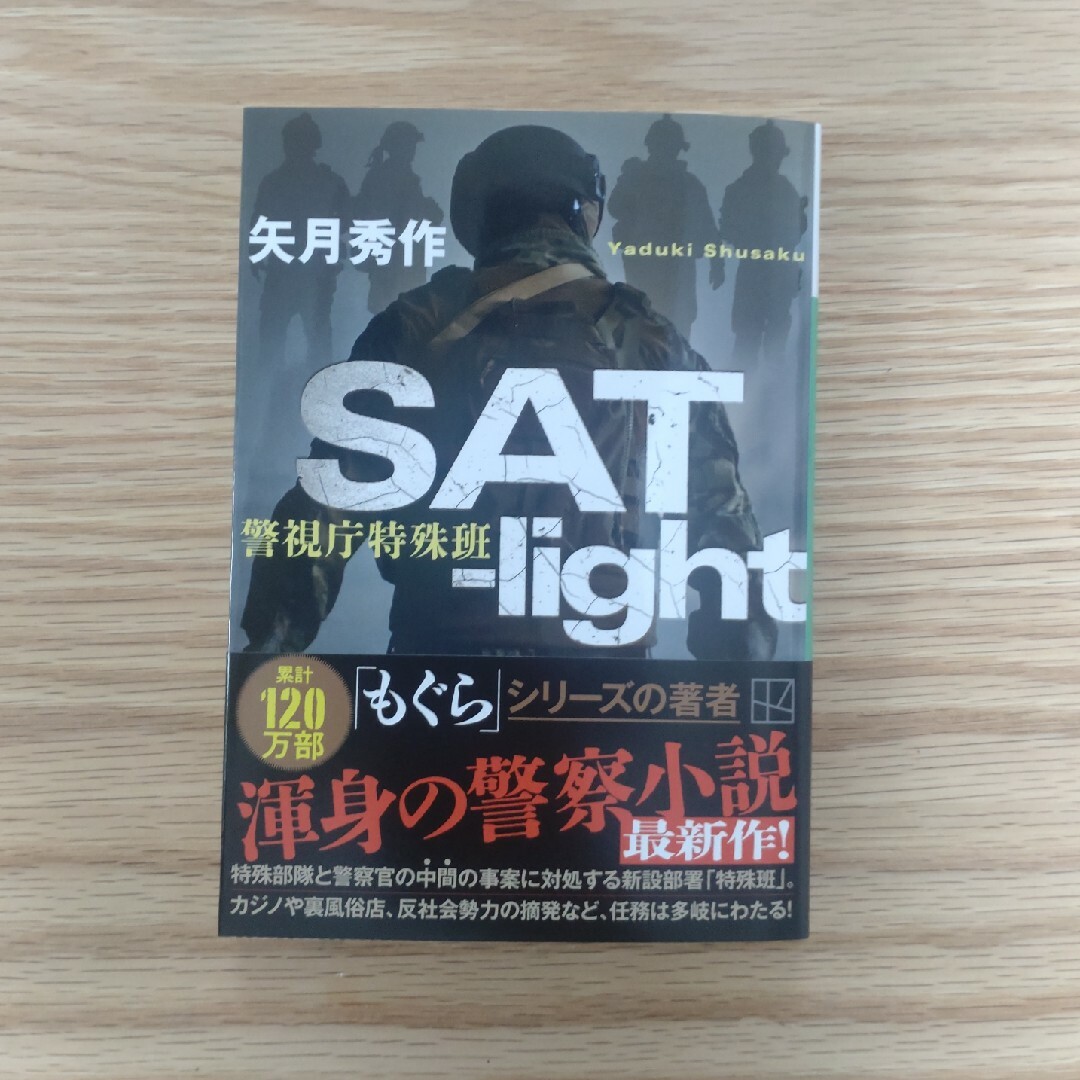 矢月秀作
Yaduki Shusaku
SAT
警視庁特殊班
-light
累計
120
万部
「もぐら」シリーズの著者
渾身の警察小説
最新作!
特殊部隊と警察官の中間の事案に対処する新設部署「特殊班」。
カジノや裏風俗店、反社会勢力の摘発など、任務は多岐にわたる!